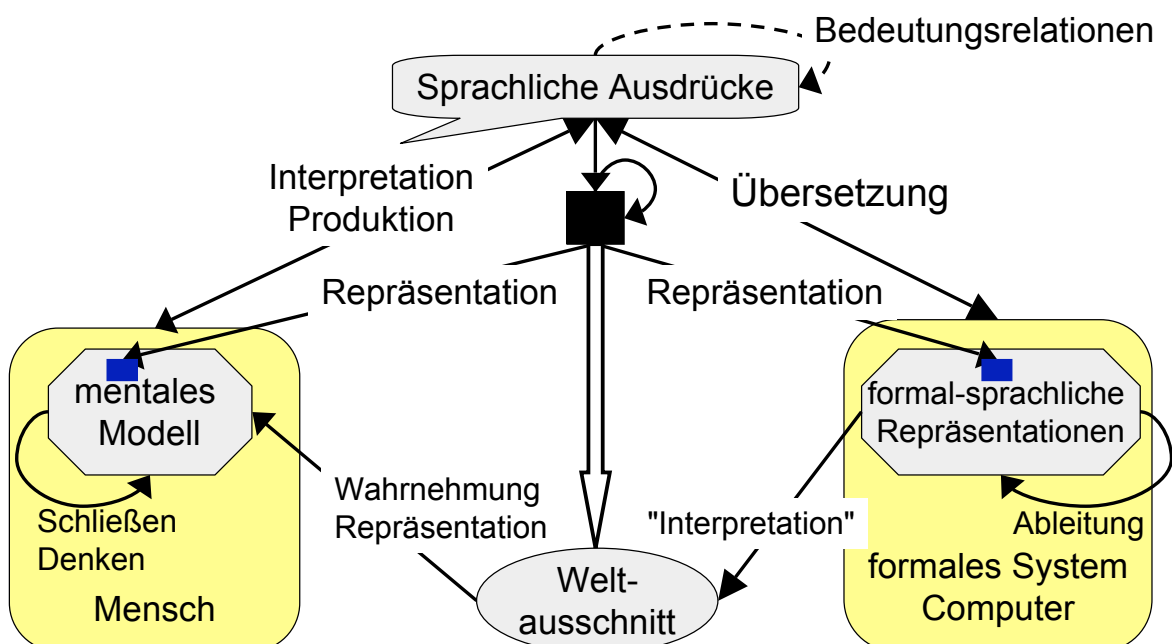 Bedeutungsrelationen
Sprachliche Ausdrücke
Interpretation
Produktion
Übersetzung
Repräsentation
Repräsentation
mentales
Modell
formal-sprachliche
Repräsentationen
Wahrnehmung
Repräsentation
"Interpretation"
Schließen
Denken
Ableitung
Mensch
Welt-
ausschnitt
formales System
Computer